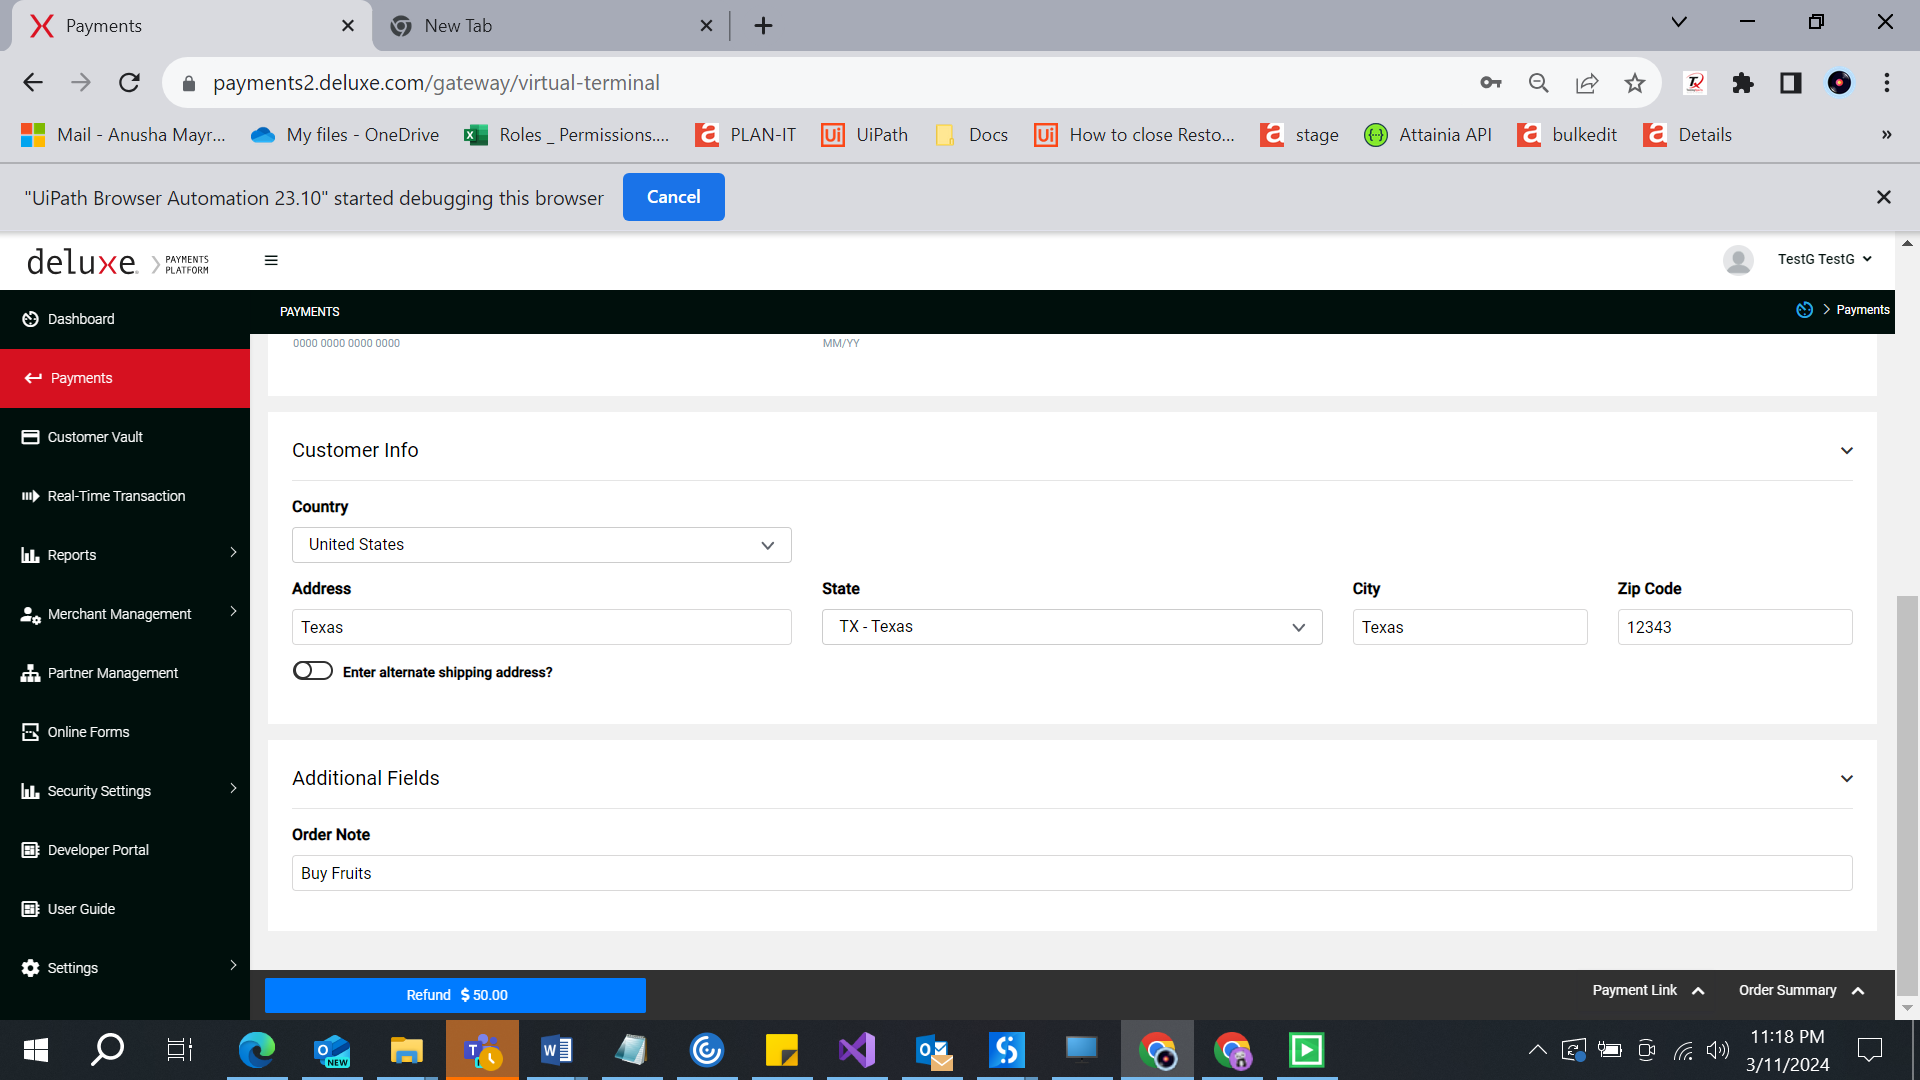 Payments
New Tab
payments2.deluxe.com/gateway/virtual-terminal
Mail - Anusha Mayr...
My files - OneDrive
Roles _ Permissions....
PLAN-IT
UiPath
Docs
How to close Resto...
stage
Attainia API
bulkedit
Details
»
"UiPath Browser Automation 23.10" started debugging this browser
Cancel
deluxe.
PAYMENTS
PLATFORM
TestG TestG
Dashboard
Payments
Customer Vault
Real-Time Transaction
Reports
Merchant Management
Partner Management
Online Forms
Security Settings
Developer Portal
User Guide
Settings
PAYMENTS
Payments
0000 0000 0000 0000
MM/YY
Customer Info
Country
United States
Address
State
City
Zip Code
Texas
TX - Texas
Texas
12343
Enter alternate shipping address?
Additional Fields
Order Note
Buy Fruits
Refund $ 50.00
Payment Link
Order Summary
NEW
11:18 PM
3/11/2024